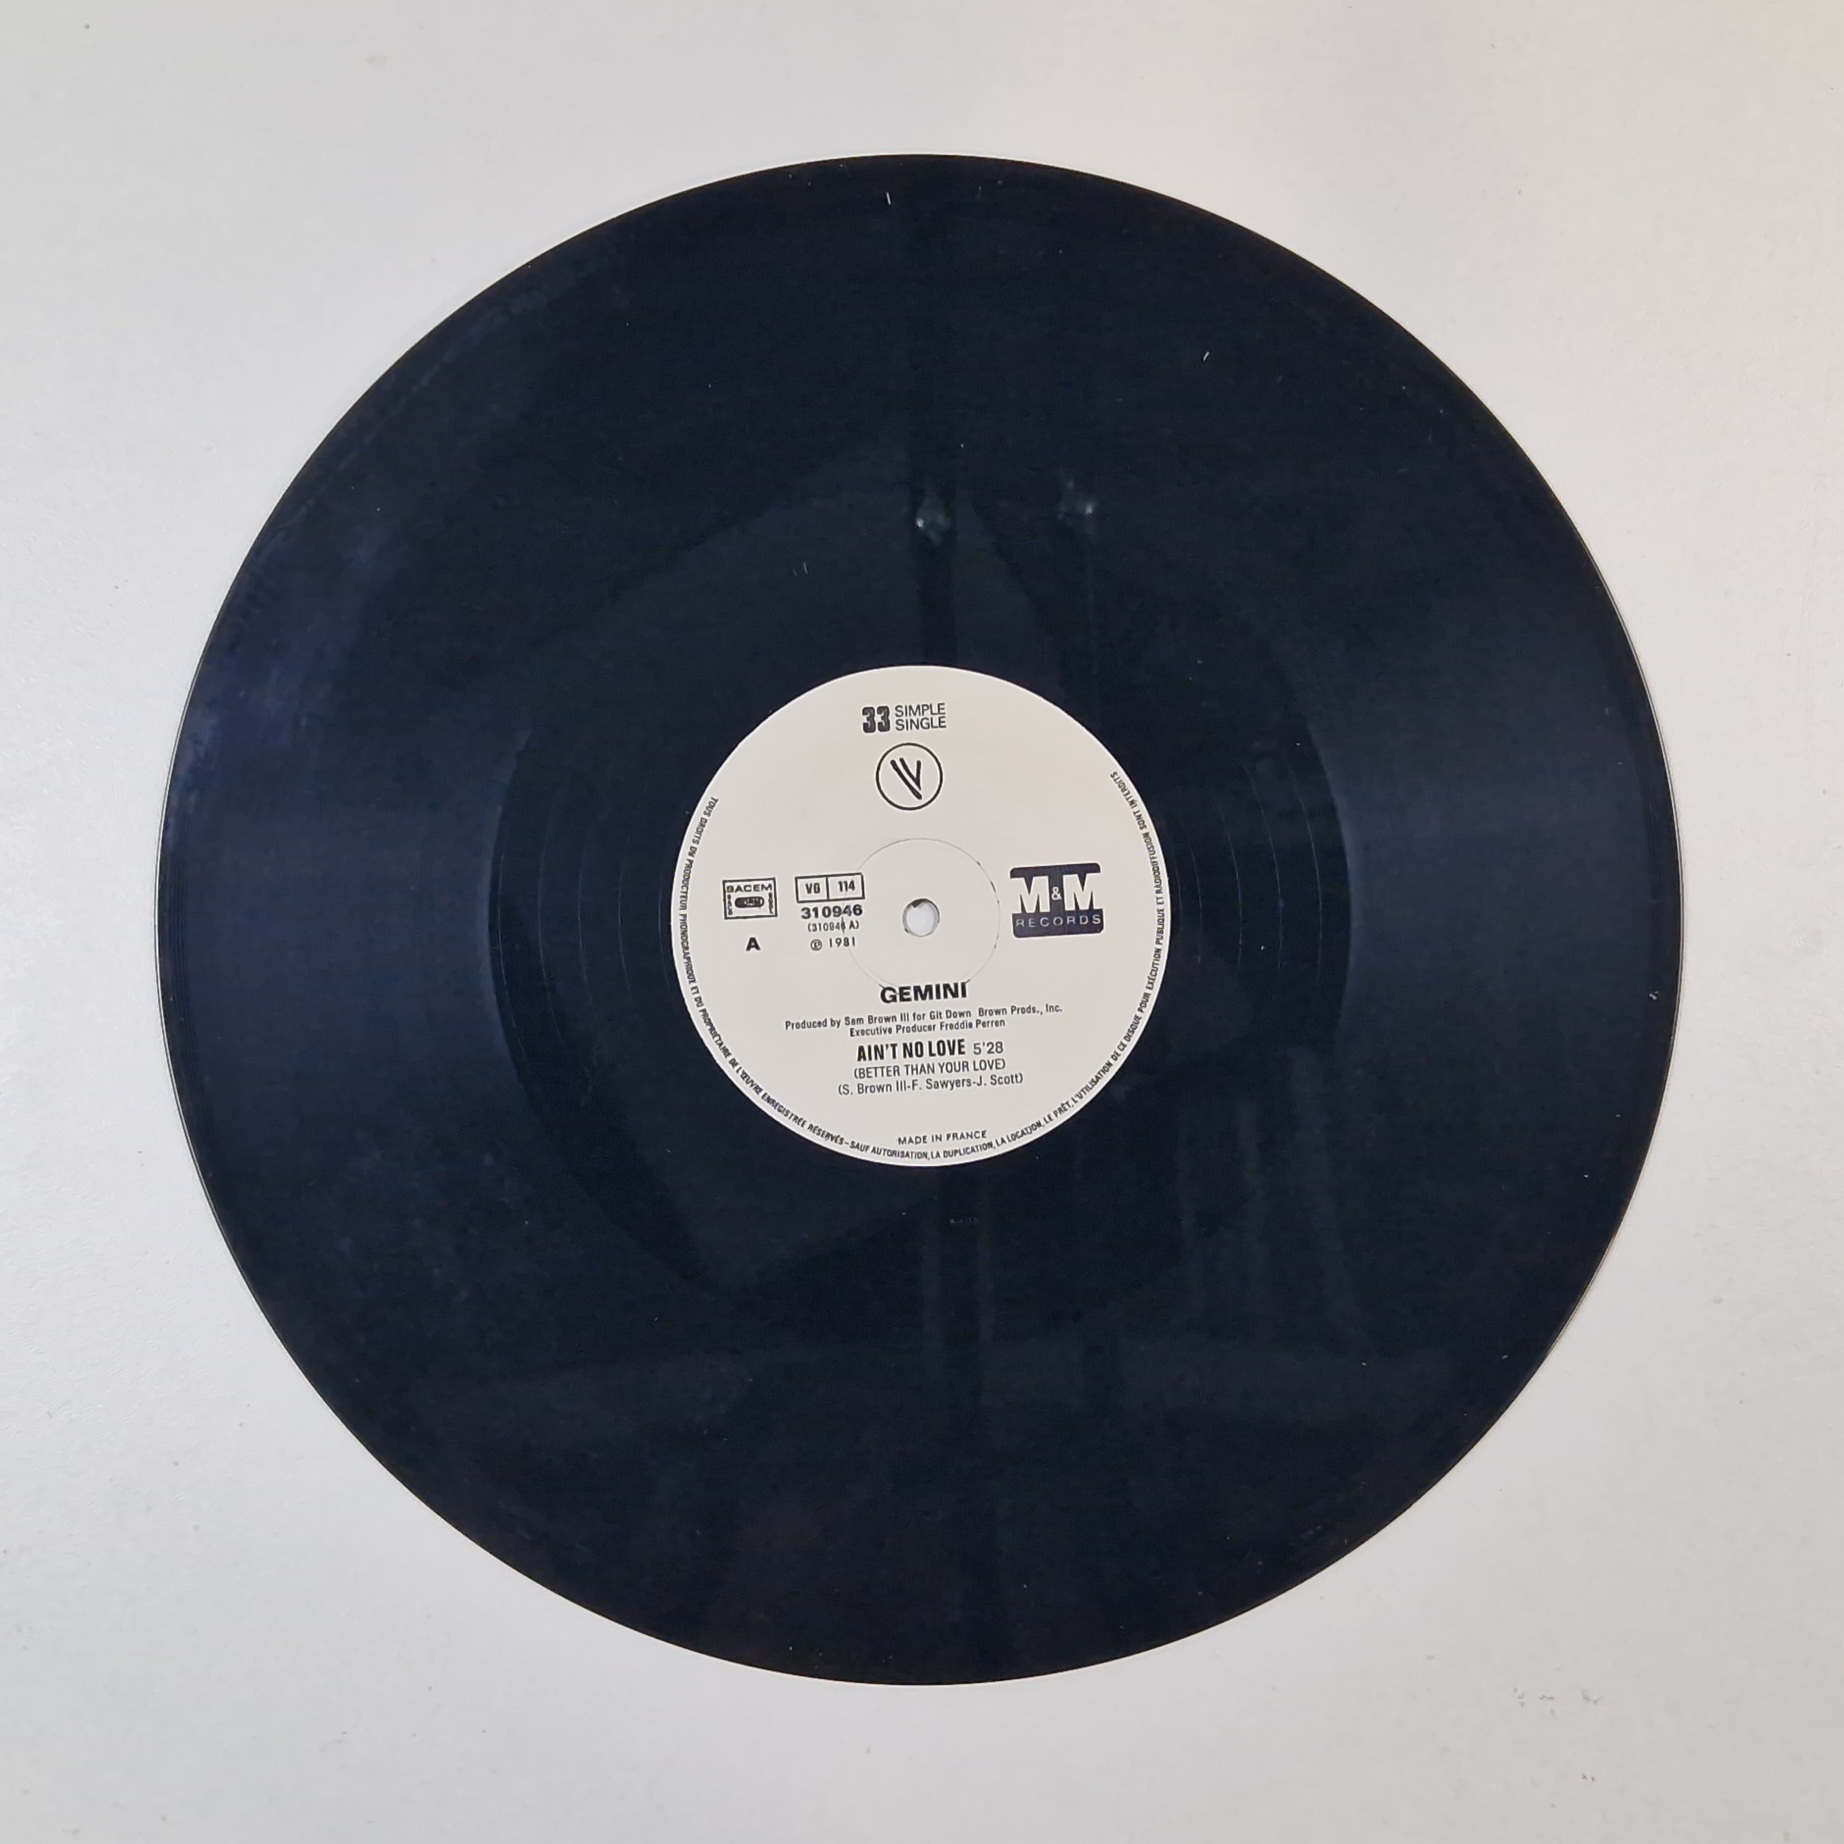 33 SIMPLE
SINGLE
SACEM
VG 114
310946
(310946 A)
A
℗ 1981
M&M
RECORDS
GEMINI
Produced by Sam Brown III for Git Down Brown Prods., Inc.
Executive Producer Freddie Perren
AIN'T NO LOVE 5'28
(BETTER THAN YOUR LOVE)
(S. Brown III-F. Sawyers-J. Scott)
MADE IN FRANCE
TOUS DROITS DU PRODUCTEUR PHONOGRAPHIQUE ET DU PROPRIÉTAIRE DE L'ŒUVRE ENREGISTRÉE RÉSERVÉS - SAUF AUTORISATION, LA DUPLICATION, LA LOCATION, LE PRÊT, L'UTILISATION DE CE DISQUE POUR EXÉCUTION PUBLIQUE ET RADIODIFFUSION SONT INTERDITS